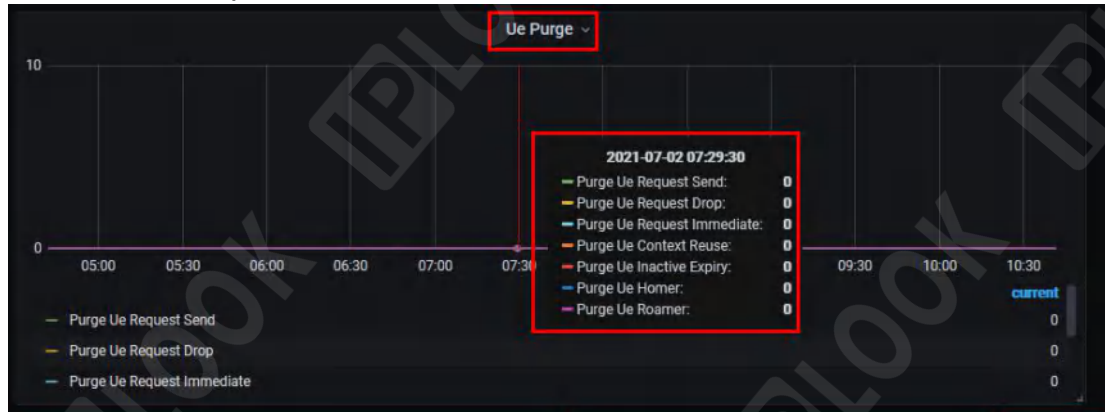 Ue Purge
10
2021-07-02 07:29:30
Purge Ue Request Send: 0
Purge Ue Request Drop: 0
Purge Ue Request Immediate: 0
Purge Ue Context Reuse: 0
Purge Ue Inactive Expiry: 0
Purge Ue Homer: 0
Purge Ue Roamer: 0
0
05:00 05:30 06:00 06:30 07:00 07:30 09:30 10:00 10:30
current
Purge Ue Request Send 0
Purge Ue Request Drop 0
Purge Ue Request Immediate 0
IPLOOK
IPLOOK